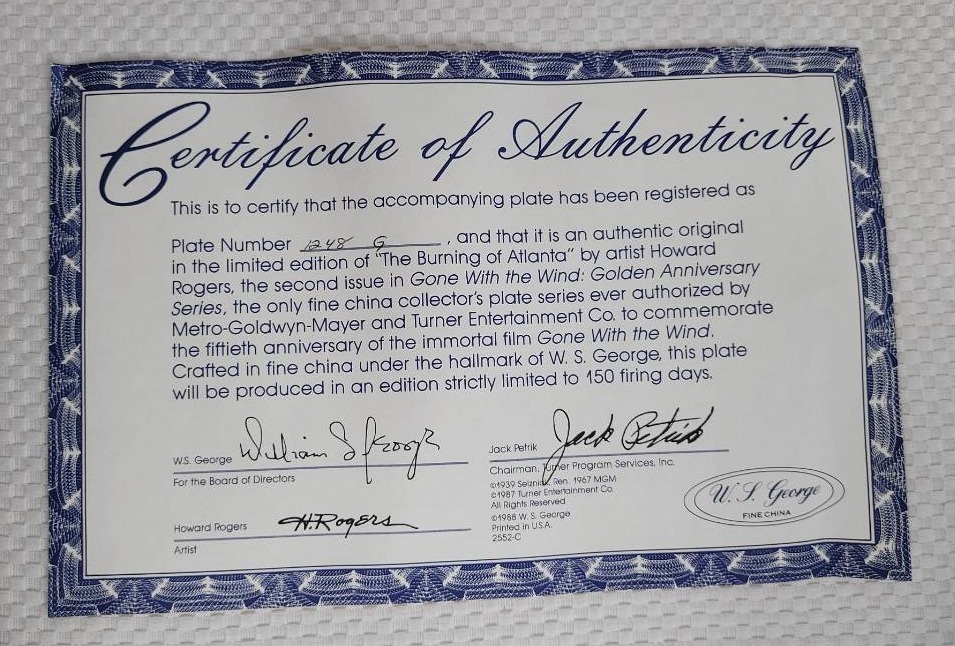 Certificate of Authenticity
This is to certify that the accompanying plate has been registered as
Plate Number 1248 G , and that it is an authentic original
in the limited edition of "The Burning of Atlanta" by artist Howard
Rogers, the second issue in Gone With the Wind: Golden Anniversary
Series, the only fine china collector's plate series ever authorized by
Metro-Goldwyn-Mayer and Turner Entertainment Co. to commemorate
the fiftieth anniversary of the immortal film Gone With the Wind.
Crafted in fine china under the hallmark of W. S. George, this plate
will be produced in an edition strictly limited to 150 firing days.
W.S. George William S George
For the Board of Directors
Howard Rogers H.Rogers
Artist
Jack Petrik Jack Petrik
Chairman, Turner Program Services, Inc.
©1939 Selznick, Ren. 1967 MGM
©1987 Turner Entertainment Co.
All Rights Reserved
©1988 W. S. George
Printed in U.S.A.
2552-C
W. S. George
FINE CHINA